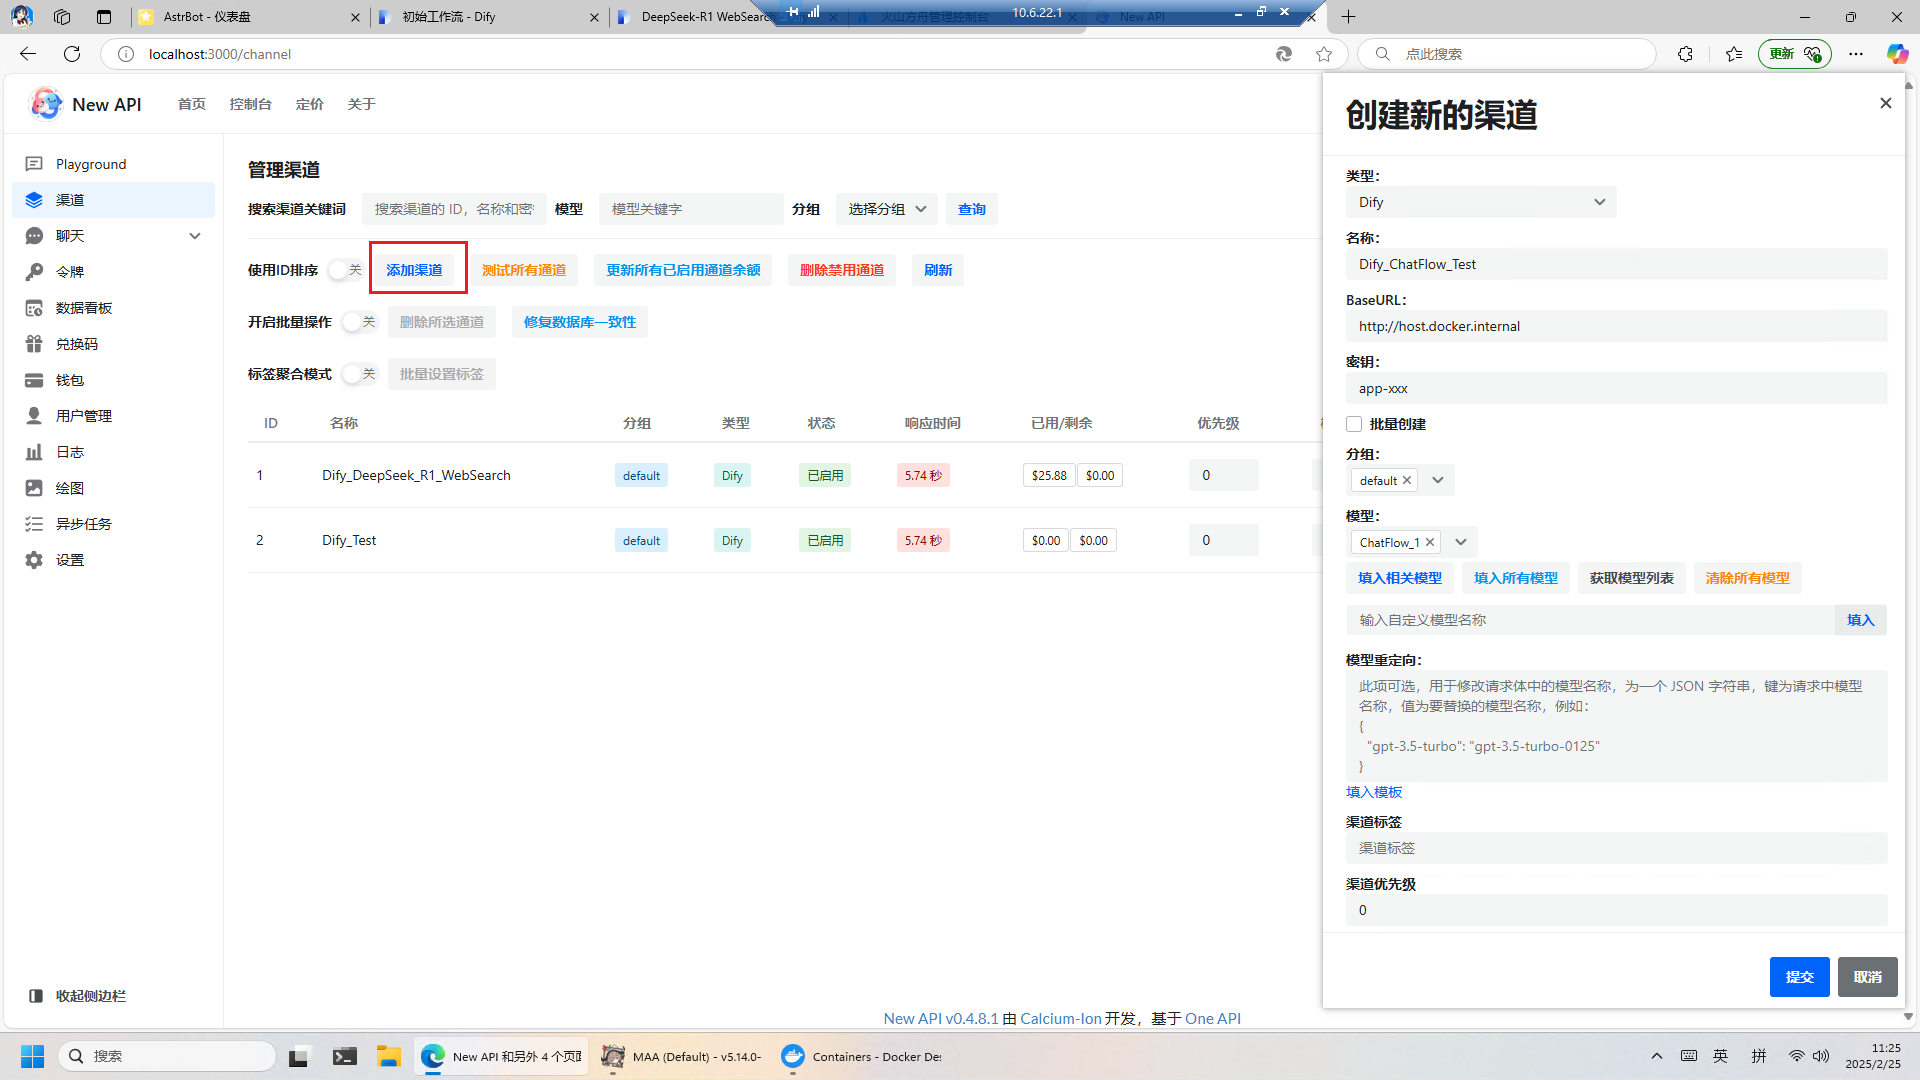 AstrBot - 仪表盘
初始工作流 - Dify
DeepSeek-R1 WebSearch
火山方舟管理控制台
New API
10.6.22.1
localhost:3000/channel
点此搜索
更新
New API
首页
控制台
定价
关于
Playground
渠道
聊天
令牌
数据看板
兑换码
钱包
用户管理
日志
绘图
异步任务
设置
收起侧边栏
管理渠道
搜索渠道关键词
搜索渠道的 ID，名称和密
模型
模型关键字
分组
选择分组
查询
使用ID排序
关
添加渠道
测试所有通道
更新所有已启用通道余额
删除禁用通道
刷新
开启批量操作
关
删除所选通道
修复数据库一致性
标签聚合模式
关
批量设置标签
ID 名称 分组 类型 状态 响应时间 已用/剩余 优先级
1 Dify_DeepSeek_R1_WebSearch default Dify 已启用 5.74 秒 $25.88 $0.00 0
2 Dify_Test default Dify 已启用 5.74 秒 $0.00 $0.00 0
New API v0.4.8.1 由 Calcium-Ion 开发，基于 One API
创建新的渠道
类型：
Dify
名称：
Dify_ChatFlow_Test
BaseURL：
http://host.docker.internal
密钥：
app-xxx
批量创建
分组：
default
模型：
ChatFlow_1
填入相关模型
填入所有模型
获取模型列表
清除所有模型
输入自定义模型名称
填入
模型重定向：
此项可选，用于修改请求体中的模型名称，为一个 JSON 字符串，键为请求中模型
名称，值为要替换的模型名称，例如：
{
"gpt-3.5-turbo": "gpt-3.5-turbo-0125"
}
填入模板
渠道标签
渠道标签
渠道优先级
0
提交
取消
搜索
New API 和另外 4 个页面
MAA (Default) - v5.14.0-
Containers - Docker De
英
拼
11:25
2025/2/25